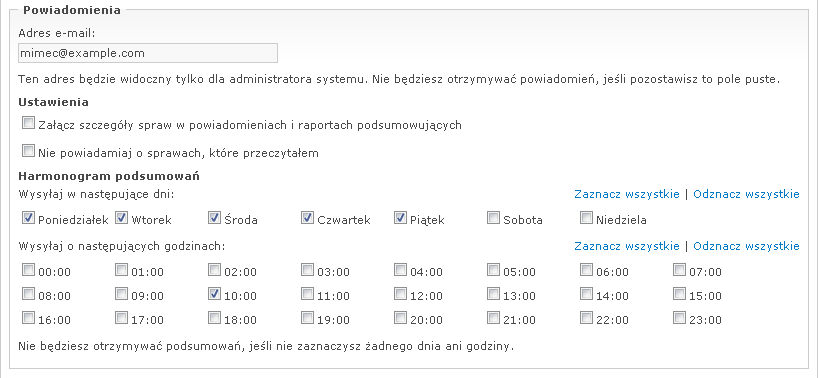 Powiadomienia
Adres e-mail:
mimec@example.com
Ten adres będzie widoczny tylko dla administratora systemu. Nie będziesz otrzymywać powiadomień, jeśli pozostawisz to pole puste.
Ustawienia
Załącz szczegóły spraw w powiadomieniach i raportach podsumowujących
Nie powiadamiaj o sprawach, które przeczytałem
Harmonogram podsumowań
Wysyłaj w następujące dni: Zaznacz wszystkie | Odznacz wszystkie
Poniedziałek Wtorek Środa Czwartek Piątek Sobota Niedziela
Wysyłaj o następujących godzinach: Zaznacz wszystkie | Odznacz wszystkie
00:00 01:00 02:00 03:00 04:00 05:00 06:00 07:00
08:00 09:00 10:00 11:00 12:00 13:00 14:00 15:00
16:00 17:00 18:00 19:00 20:00 21:00 22:00 23:00
Nie będziesz otrzymywać podsumowań, jeśli nie zaznaczysz żadnego dnia ani godziny.